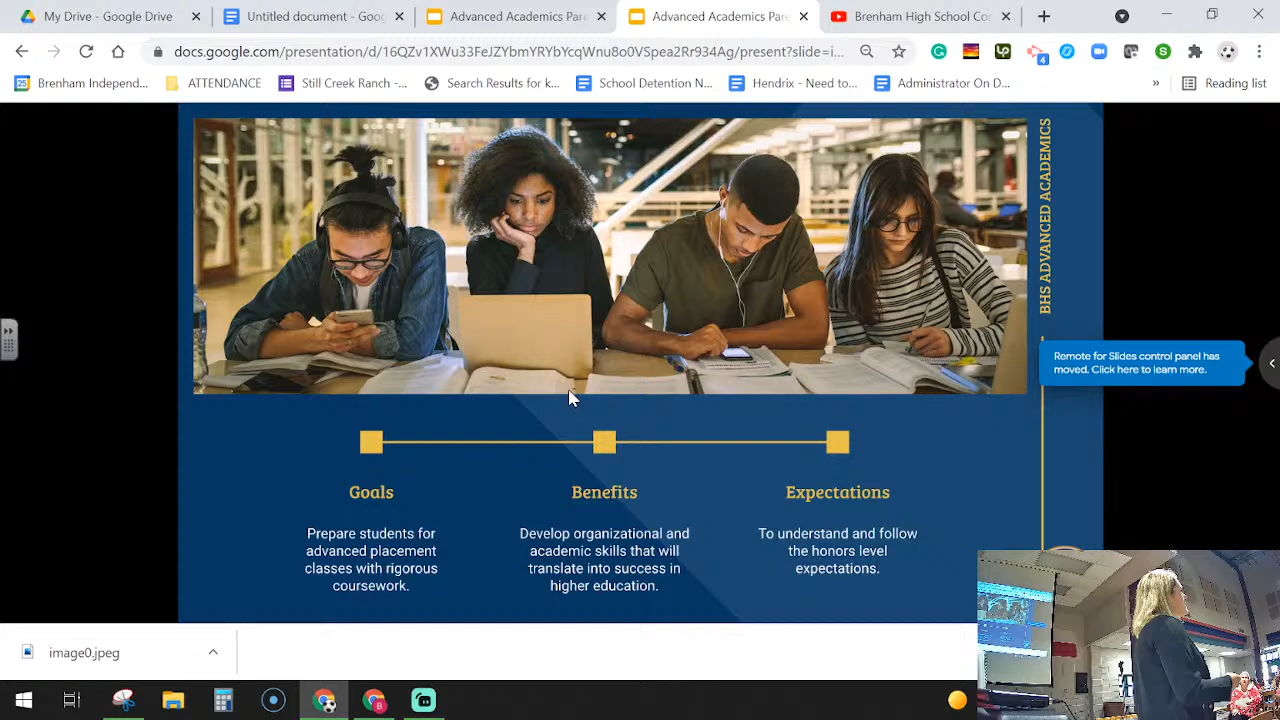 My Drive - Google Drive
Untitled document - Goog
Advanced Academics Pare
Advanced Academics Pare
Brenham High School Co
docs.google.com/presentation/d/16QZv1XWu33FeJZYbmYRYbYcqWnu8o0VSpea2Rr934Ag/present?slide=i...
4
Brenham Independ...
ATTENDANCE
Still Creek Ranch -...
Search Results for k...
School Detention N...
Hendrix - Need to...
Administrator On D...
»
Reading list
BHS ADVANCED ACADEMICS
Remote for Slides control panel has
moved. Click here to learn more.
Goals
Benefits
Expectations
Prepare students for
advanced placement
classes with rigorous
coursework.
Develop organizational and
academic skills that will
translate into success in
higher education.
To understand and follow
the honors level
expectations.
image0.jpeg